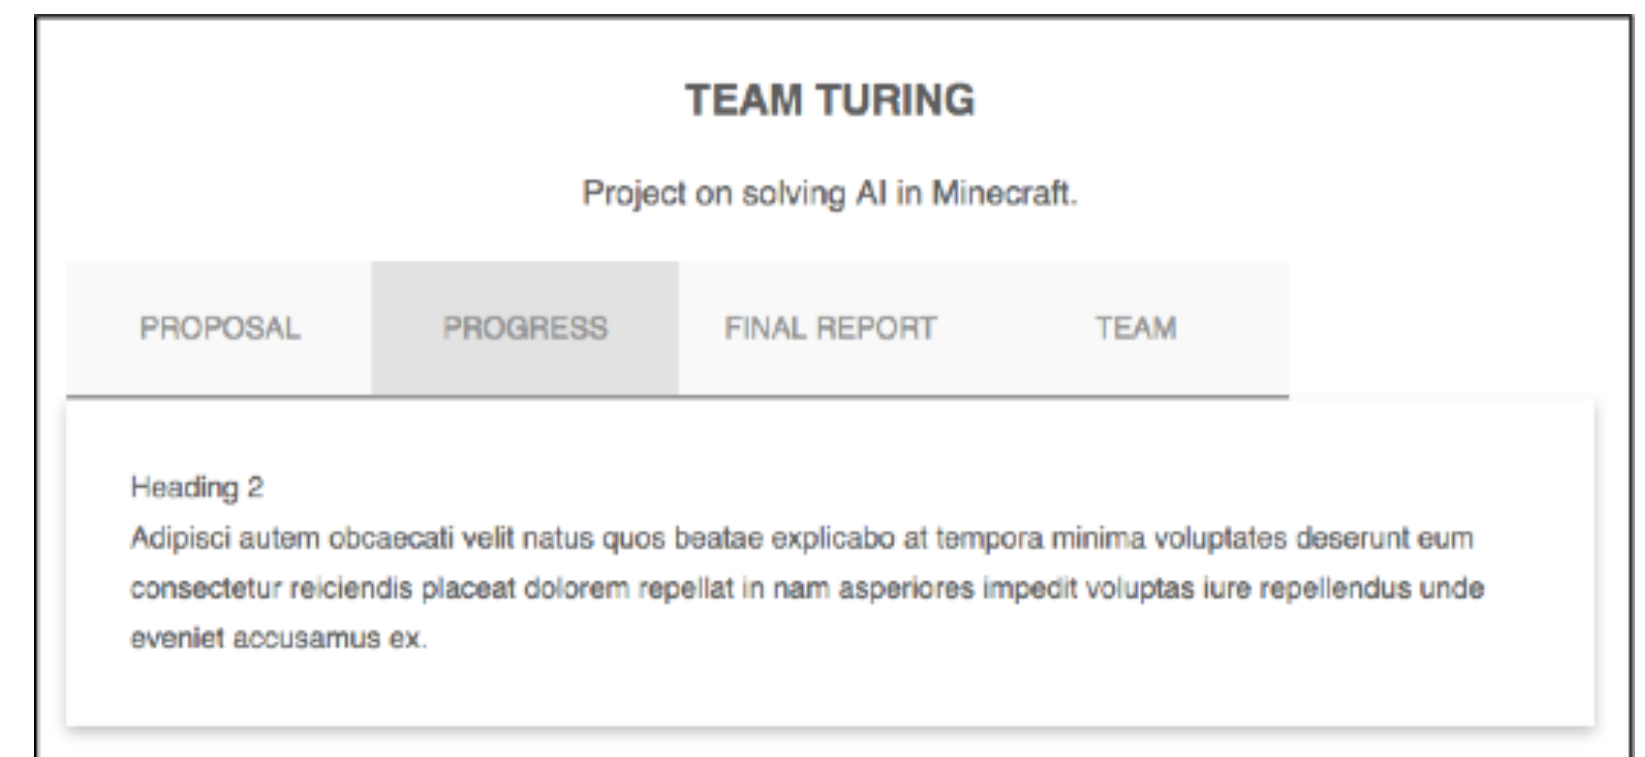 TEAM TURING
Project on solving AI in Minecraft.
PROPOSAL PROGRESS FINAL REPORT TEAM
Heading 2
Adipisci autem obcaecati velit natus quos beatae explicabo at tempora minima voluptates deserunt eum
consectetur reiciendis placeat dolorem repellat in nam asperiores impedit voluptas iure repellendus unde
eveniet accusamus ex.